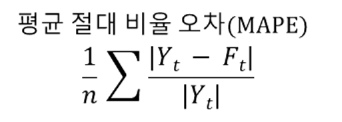 평균 절대 비율 오차(MAPE)
1/n ∑ |Y_t − F_t| / |Y_t|